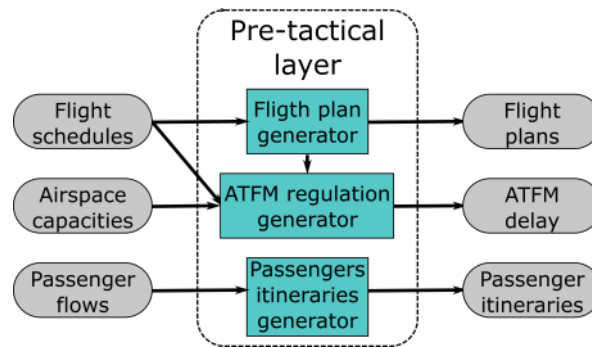 Pre-tactical
layer
Flight
schedules
Fligth plan
generator
Flight
plans
Airspace
capacities
ATFM regulation
generator
ATFM
delay
Passenger
flows
Passengers
itineraries
generator
Passenger
itineraries